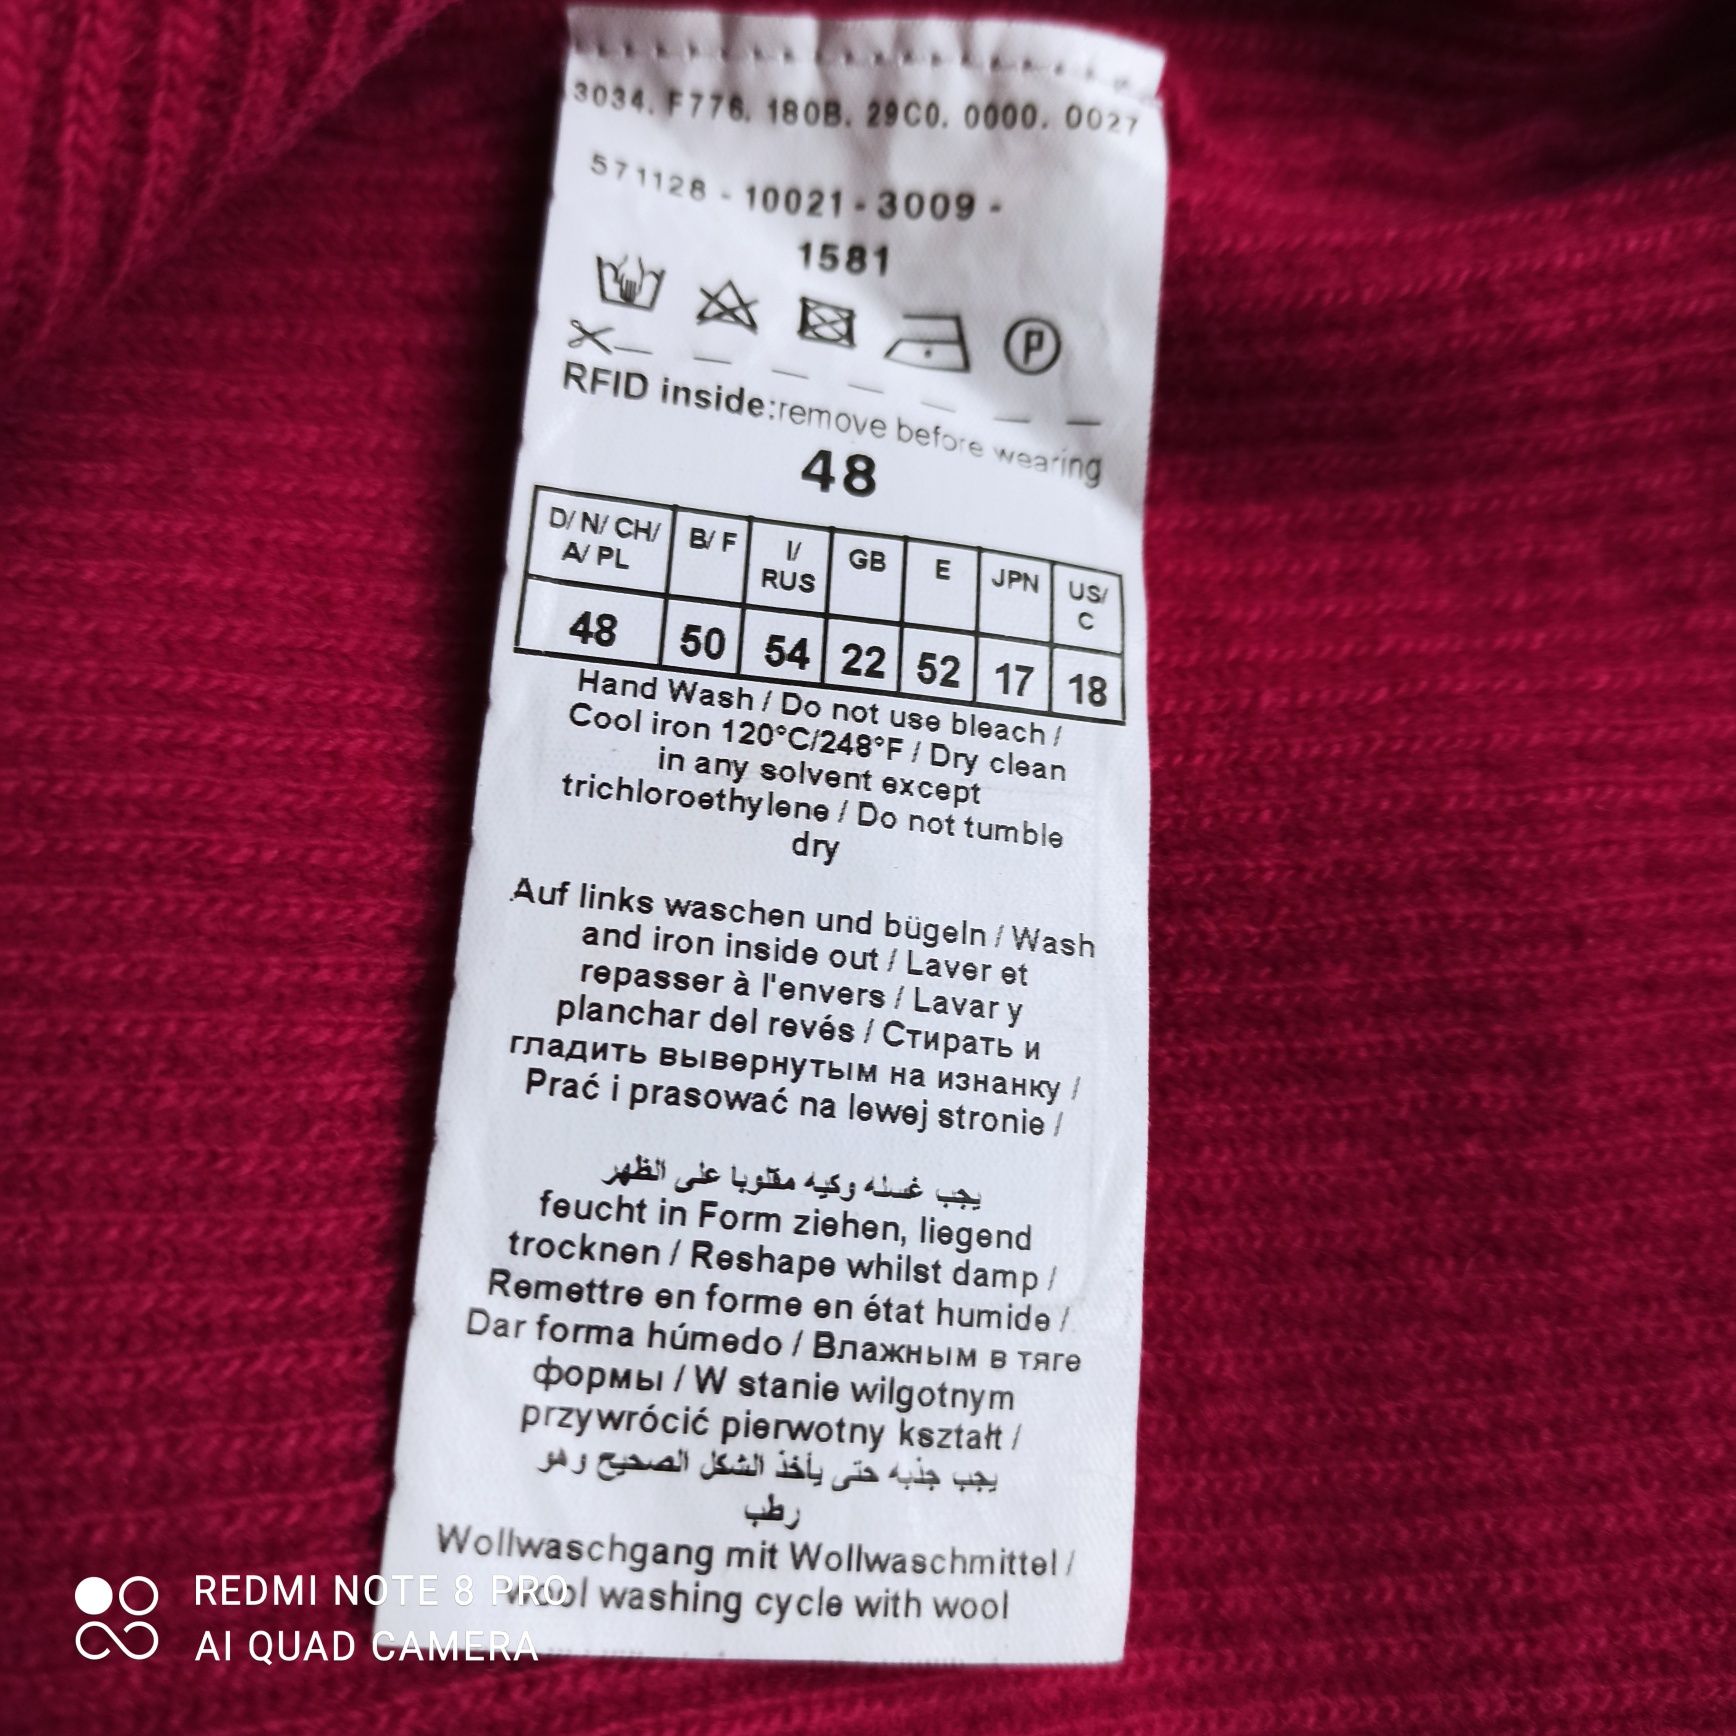 3034. F776. 180B. 29C0. 0000. 0027
571128 - 10021 - 3009 -
1581
P
RFID inside:remove before wearing
48
D/ N/ CH/ A/ PL B/ F I/ RUS GB E JPN US/ C
48 50 54 22 52 17 18
Hand Wash / Do not use bleach /
Cool iron 120°C/248°F / Dry clean
in any solvent except
trichloroethylene / Do not tumble
dry
Auf links waschen und bügeln / Wash
and iron inside out / Laver et
repasser à l'envers / Lavar y
planchar del revés / Стирать и
гладить вывернутым на изнанку /
Prać i prasować na lewej stronie /
يجب غسله وكيه مقلوبا على الظهر
feucht in Form ziehen, liegend
trocknen / Reshape whilst damp /
Remettre en forme en état humide /
Dar forma húmedo / Влажным в тяге
формы / W stanie wilgotnym
przywrócić pierwotny kształt /
يجب جذبه حتى يأخذ الشكل الصحيح وهو
رطب
Wollwaschgang mit Wollwaschmittel /
wool washing cycle with wool
REDMI NOTE 8 PRO
AI QUAD CAMERA